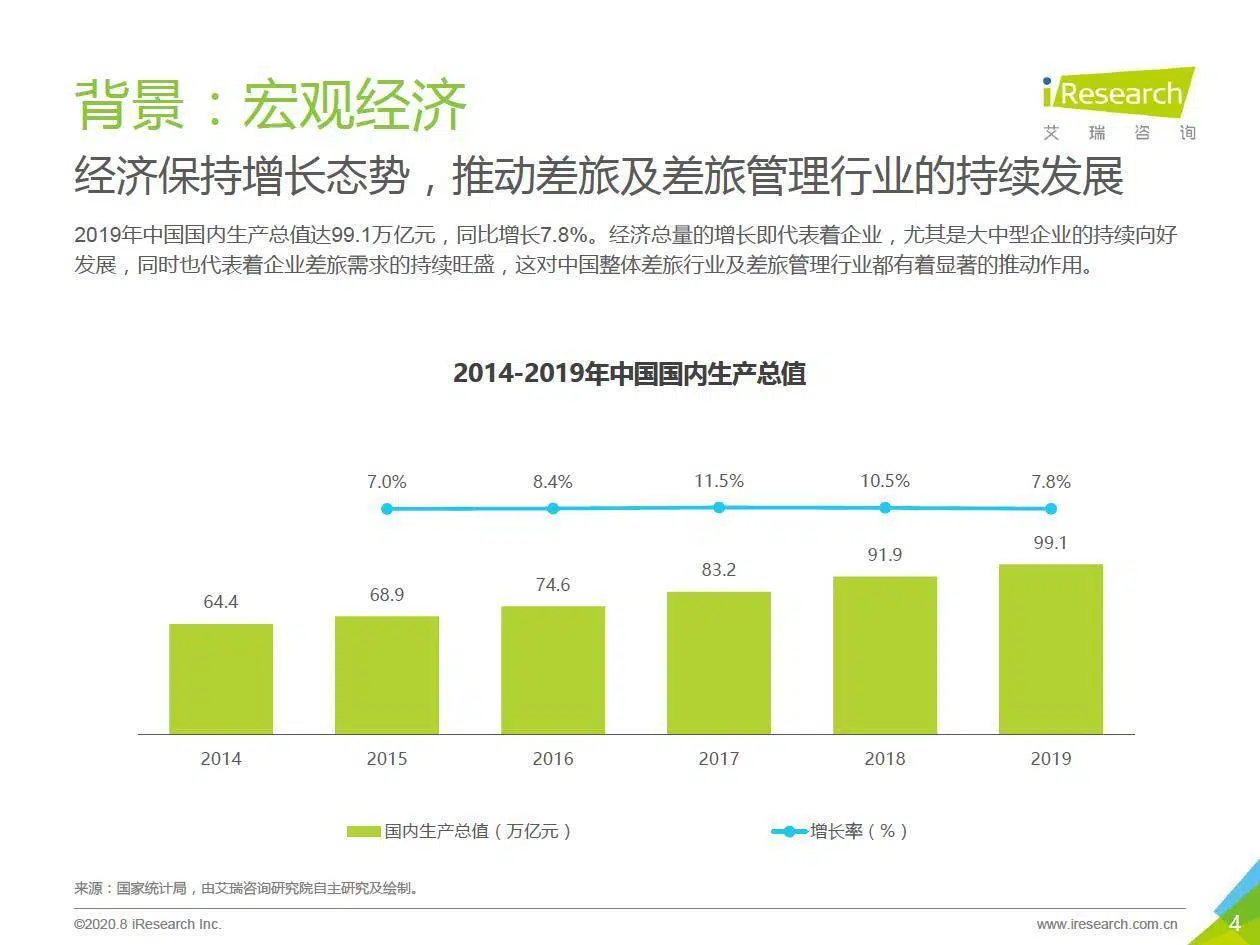 背景：宏观经济
iResearch
艾瑞咨询
经济保持增长态势，推动差旅及差旅管理行业的持续发展
2019年中国国内生产总值达99.1万亿元，同比增长7.8%。经济总量的增长即代表着企业，尤其是大中型企业的持续向好
发展，同时也代表着企业差旅需求的持续旺盛，这对中国整体差旅行业及差旅管理行业都有着显著的推动作用。
2014-2019年中国国内生产总值
7.0% 8.4% 11.5% 10.5% 7.8%
64.4 68.9 74.6 83.2 91.9 99.1
2014 2015 2016 2017 2018 2019
国内生产总值（万亿元） 增长率（%）
来源：国家统计局，由艾瑞咨询研究院自主研究及绘制。
©2020.8 iResearch Inc. www.iresearch.com.cn 4